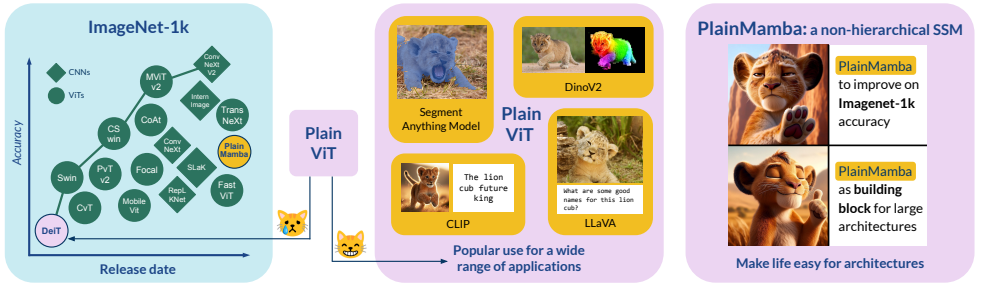 ImageNet-1k
Accuracy
CNNs
ViTs
Conv
NeXt
V2
MViT
v2
Intern
Image
Trans
NeXt
CoAt
CS
win
Conv
NeXt
Plain
Mamba
SLaK
Focal
PvT
v2
Swin
Fast
ViT
RepL
KNet
Mobile
Vit
CvT
DeiT
Release date
Plain
ViT
Segment
Anything Model
DinoV2
Plain
ViT
The lion
cub future
king
CLIP
What are some good
names for this lion
cub?
LLaVA
Popular use for a wide
range of applications
PlainMamba: a non-hierarchical SSM
PlainMamba
to improve on
Imagenet-1k
accuracy
PlainMamba
as building
block for large
architectures
Make life easy for architectures